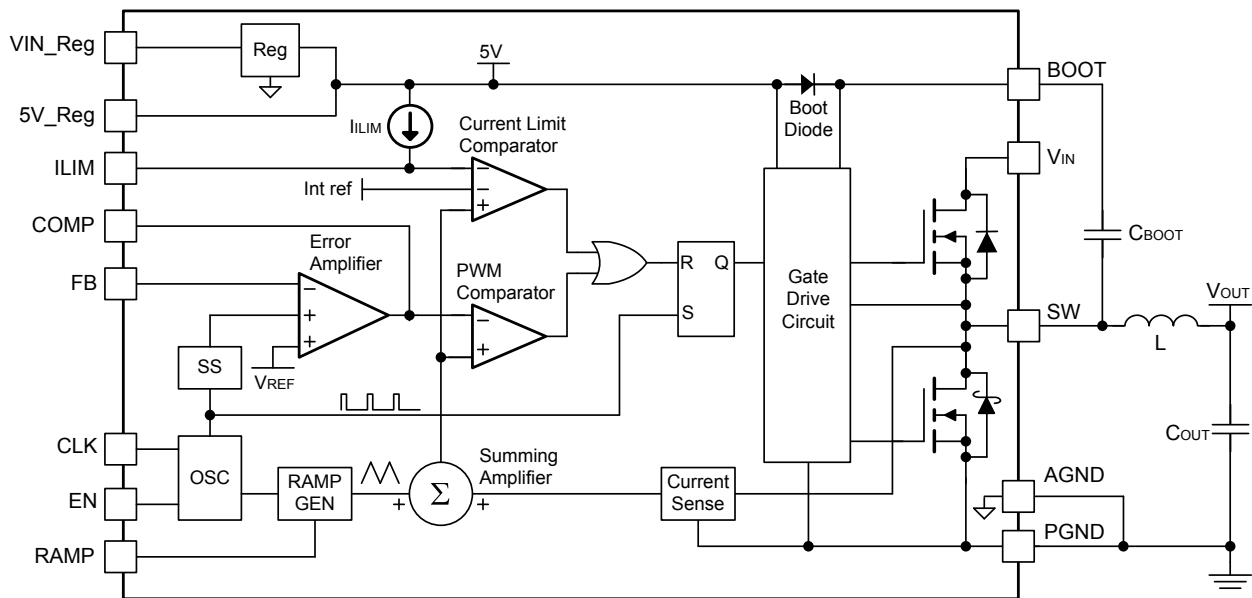 VIN_Reg
5V_Reg
ILIM
COMP
FB
CLK
EN
RAMP
Reg
5V
IILIM
Current Limit
Comparator
Int ref
−
−
+
Error
Amplifier
−
+
+
VREF
SS
PWM
Comparator
−
+
OSC
RAMP
GEN
+
Σ
+
Summing
Amplifier
R
Q
S
Boot
Diode
Gate
Drive
Circuit
Current
Sense
BOOT
VIN
CBOOT
SW
VOUT
L
COUT
AGND
PGND